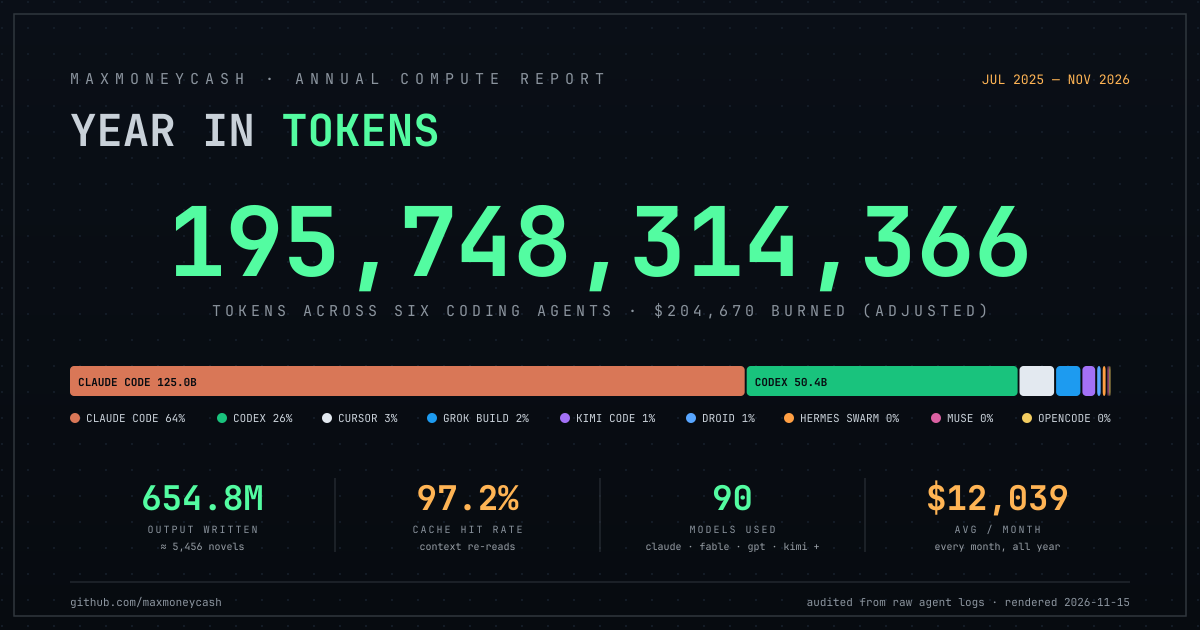 MAXMONEYCASH · ANNUAL COMPUTE REPORT
JUL 2025 — NOV 2026
YEAR IN TOKENS
195,748,314,366
TOKENS ACROSS SIX CODING AGENTS · $204,670 BURNED (ADJUSTED)
CLAUDE CODE 125.0B
CODEX 50.4B
CLAUDE CODE 64%
CODEX 26%
CURSOR 3%
GROK BUILD 2%
KIMI CODE 1%
DROID 1%
HERMES SWARM 0%
MUSE 0%
OPENCODE 0%
654.8M
OUTPUT WRITTEN
≈ 5,456 novels
97.2%
CACHE HIT RATE
context re-reads
90
MODELS USED
claude · fable · gpt · kimi +
$12,039
AVG / MONTH
every month, all year
github.com/maxmoneycash
audited from raw agent logs · rendered 2026-11-15